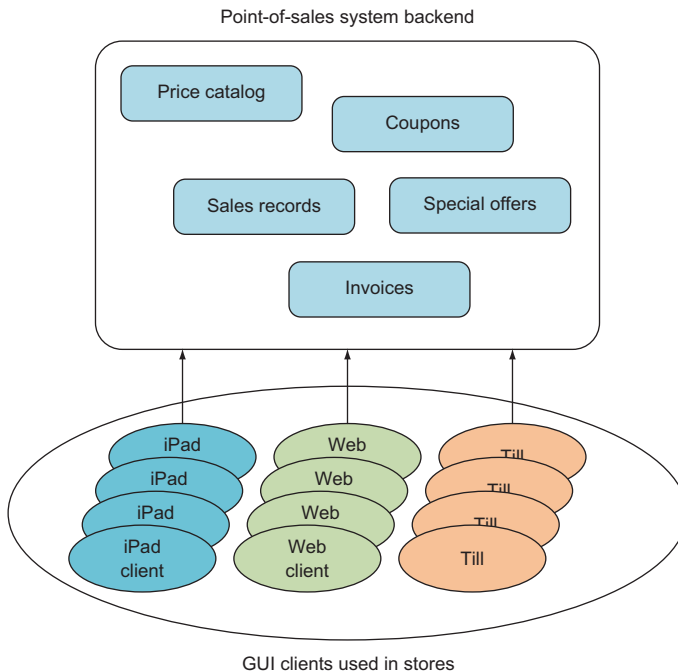 Point-of-sales system backend
Price catalog
Coupons
Sales records
Special offers
Invoices
iPad
Web
Till
iPad
Web
Till
iPad
Web
Till
iPad
client
Web
client
Till
GUI clients used in stores